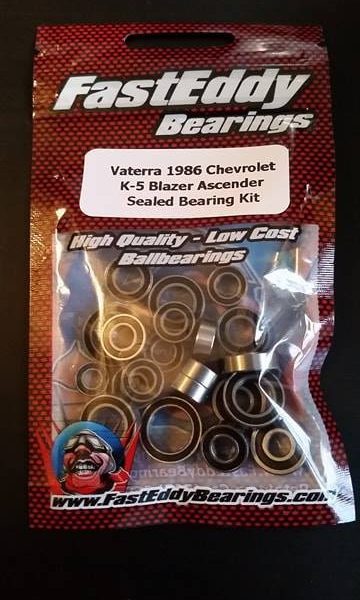 FastEddy
Bearings
Vaterra 1986 Chevrolet
K-5 Blazer Ascender
Sealed Bearing Kit
High Quality - Low Cost
Ballbearings
www.FastEddyBearings.com